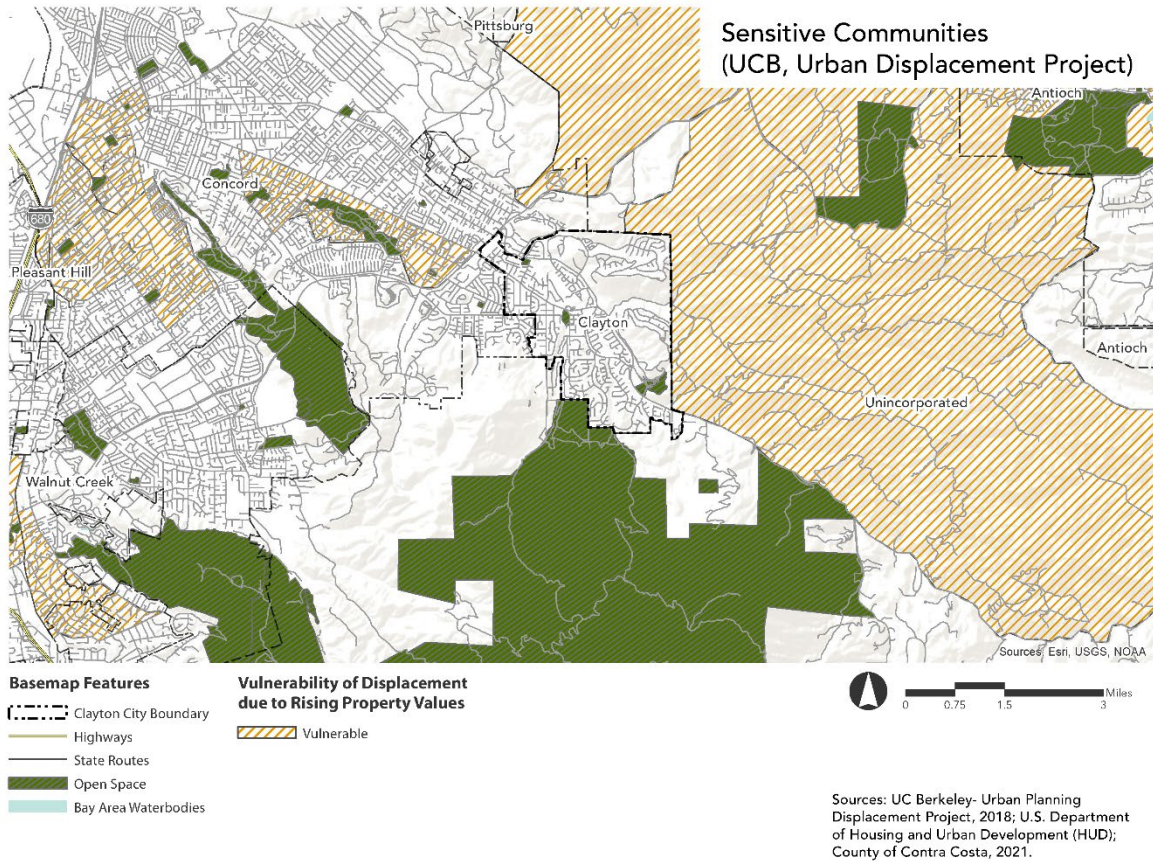 Sensitive Communities
(UCB, Urban Displacement Project)
Pittsburg
Antioch
Concord
680
Pleasant Hill
Clayton
Antioch
Unincorporated
Walnut Creek
Sources: Esri, USGS, NOAA
Basemap Features
Clayton City Boundary
Highways
State Routes
Open Space
Bay Area Waterbodies
Vulnerability of Displacement
due to Rising Property Values
Vulnerable
0 0.75 1.5 3 Miles
Sources: UC Berkeley- Urban Planning
Displacement Project, 2018; U.S. Department
of Housing and Urban Development (HUD);
County of Contra Costa, 2021.